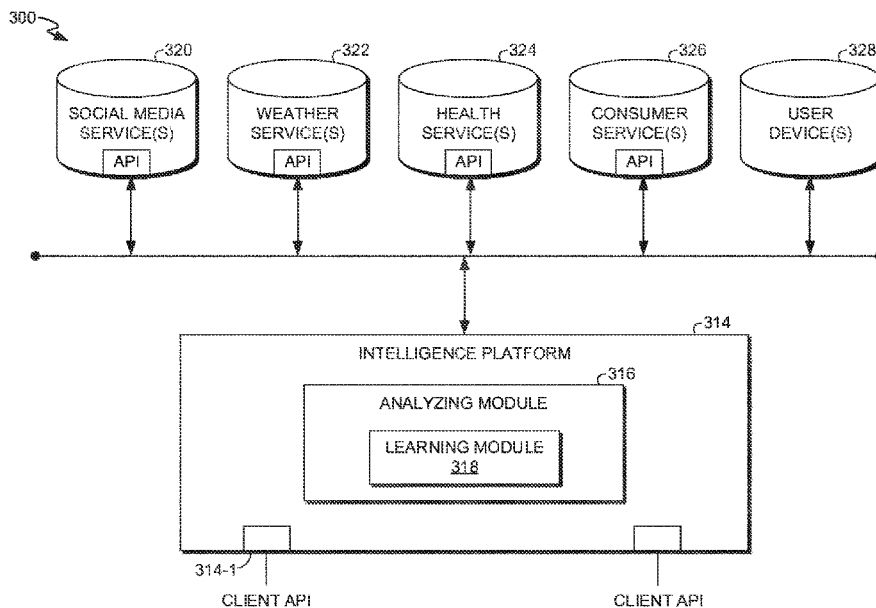 300
320
322
324
326
328
SOCIAL MEDIA
SERVICE(S)
API
WEATHER
SERVICE(S)
API
HEALTH
SERVICE(S)
API
CONSUMER
SERVICE(S)
API
USER
DEVICE(S)
314
INTELLIGENCE PLATFORM
316
ANALYZING MODULE
LEARNING MODULE
318
314-1
CLIENT API
CLIENT API